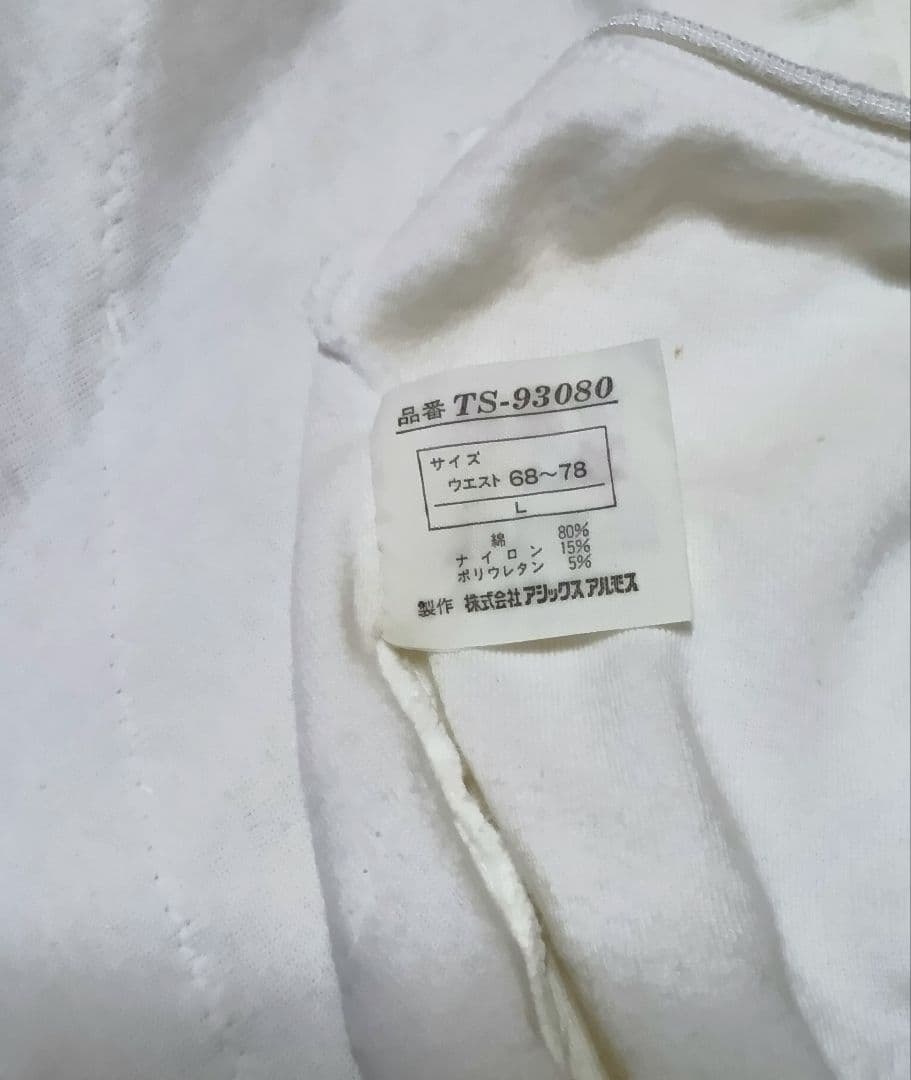 品番 TS-93080
サイズ
ウエスト 68〜78
L
綿 80%
ナイロン 15%
ポリウレタン 5%
製作 株式会社アシックスアルモス